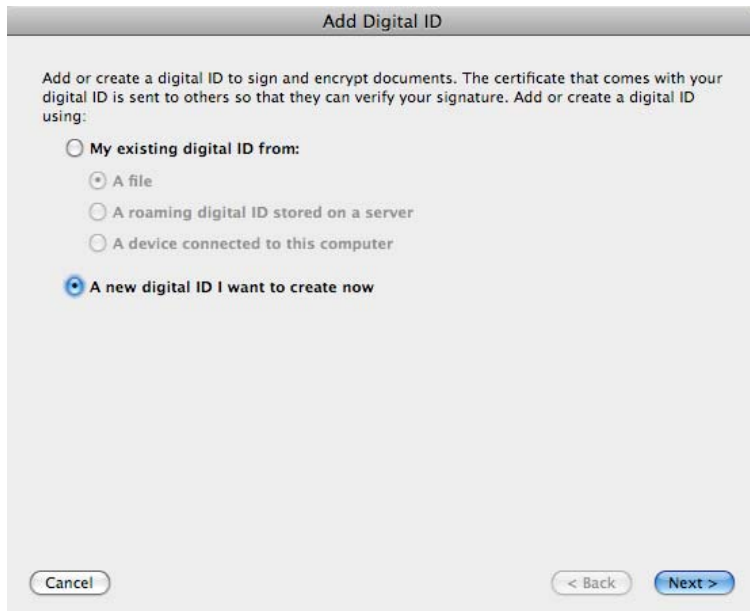 Add Digital ID
Add or create a digital ID to sign and encrypt documents. The certificate that comes with your
digital ID is sent to others so that they can verify your signature. Add or create a digital ID
using:
My existing digital ID from:
A file
A roaming digital ID stored on a server
A device connected to this computer
A new digital ID I want to create now
Cancel
< Back
Next >